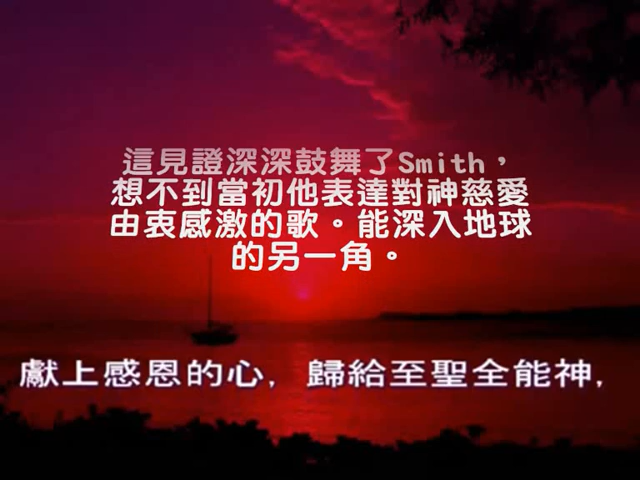 這見證深深鼓舞了Smith，
想不到當初他表達對神慈愛
由衷感激的歌。能深入地球
的另一角。
獻上感恩的心, 歸給至聖全能神,